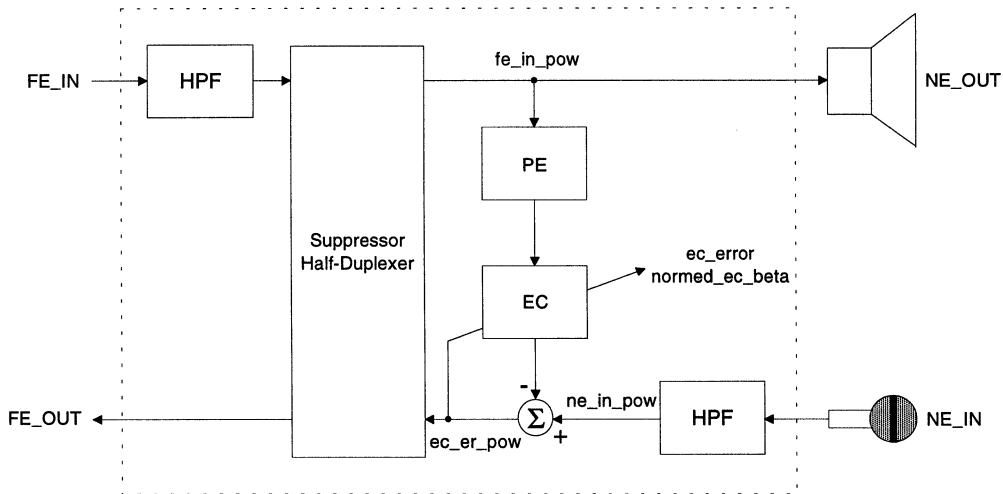 fe_in_pow
FE_IN
HPF
NE_OUT
PE
Suppressor
Half-Duplexer
ec_error
normed_ec_beta
EC
-
ne_in_pow
HPF
FE_OUT
Σ
NE_IN
+
ec_er_pow